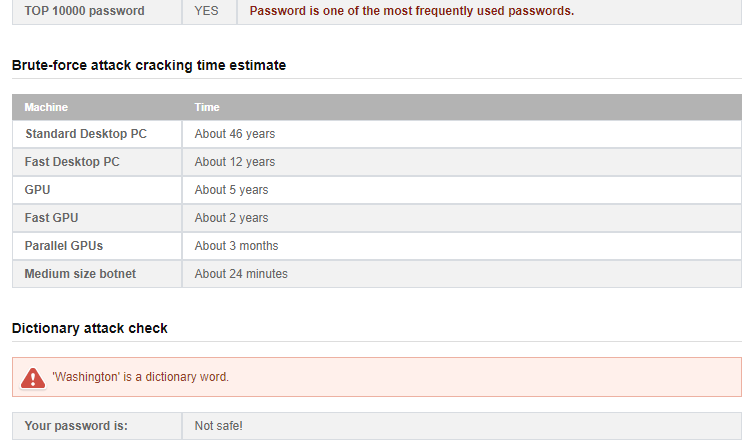 TOP 10000 password YES Password is one of the most frequently used passwords.
Brute-force attack cracking time estimate
Machine Time
Standard Desktop PC About 46 years
Fast Desktop PC About 12 years
GPU About 5 years
Fast GPU About 2 years
Parallel GPUs About 3 months
Medium size botnet About 24 minutes
Dictionary attack check
'Washington' is a dictionary word.
Your password is: Not safe!